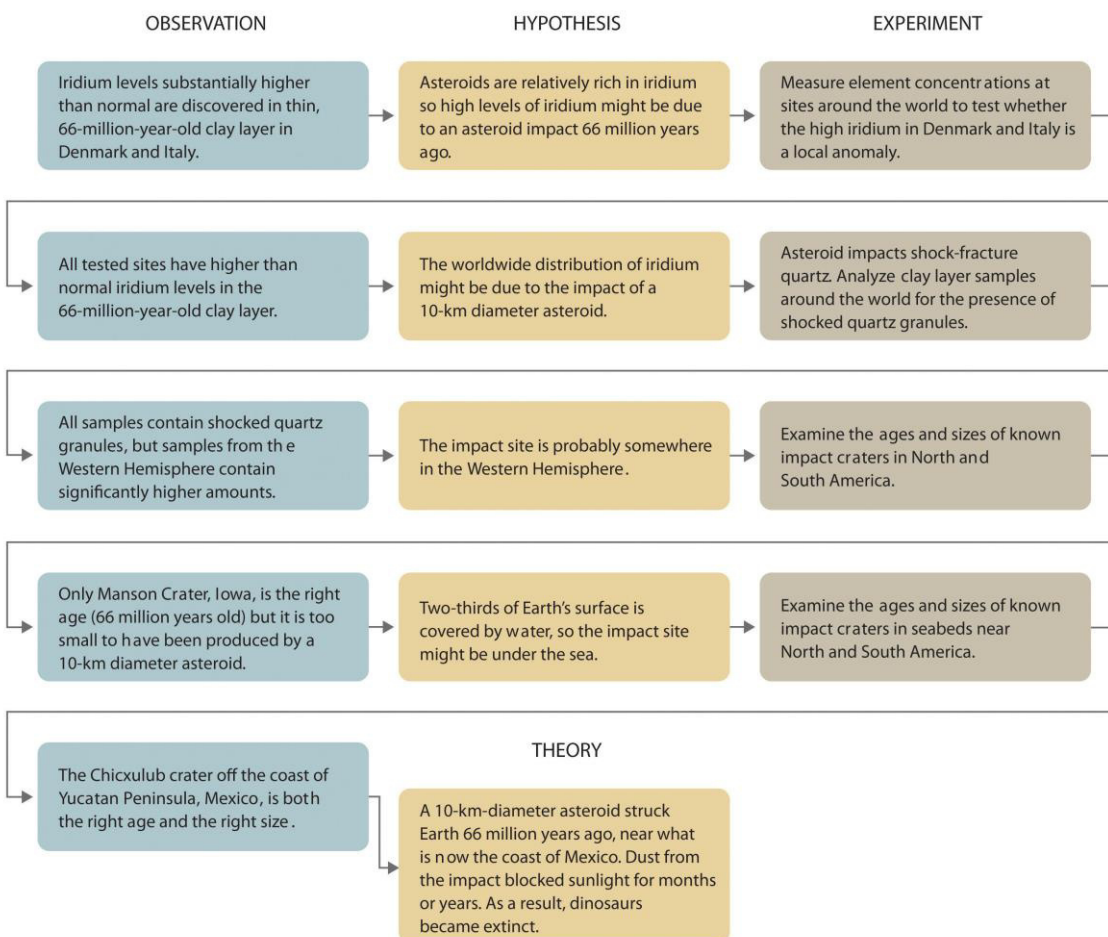 OBSERVATION
HYPOTHESIS
EXPERIMENT
Iridium levels substantially higher
than normal are discovered in thin,
66-million-year-old clay layer in
Denmark and Italy.
Asteroids are relatively rich in iridium
so high levels of iridium might be due
to an asteroid impact 66 million years
ago.
Measure element concentrations at
sites around the world to test whether
the high iridium in Denmark and Italy is
a local anomaly.
All tested sites have higher than
normal iridium levels in the
66-million-year-old clay layer.
The worldwide distribution of iridium
might be due to the impact of a
10-km diameter asteroid.
Asteroid impacts shock-fracture
quartz. Analyze clay layer samples
around the world for the presence of
shocked quartz granules.
All samples contain shocked quartz
granules, but samples from the
Western Hemisphere contain
significantly higher amounts.
The impact site is probably somewhere
in the Western Hemisphere.
Examine the ages and sizes of known
impact craters in North and
South America.
Only Manson Crater, Iowa, is the right
age (66 million years old) but it is too
small to have been produced by a
10-km diameter asteroid.
Two-thirds of Earth's surface is
covered by water, so the impact site
might be under the sea.
Examine the ages and sizes of known
impact craters in seabeds near
North and South America.
The Chicxulub crater off the coast of
Yucatan Peninsula, Mexico, is both
the right age and the right size.
THEORY
A 10-km-diameter asteroid struck
Earth 66 million years ago, near what
is now the coast of Mexico. Dust from
the impact blocked sunlight for months
or years. As a result, dinosaurs
became extinct.